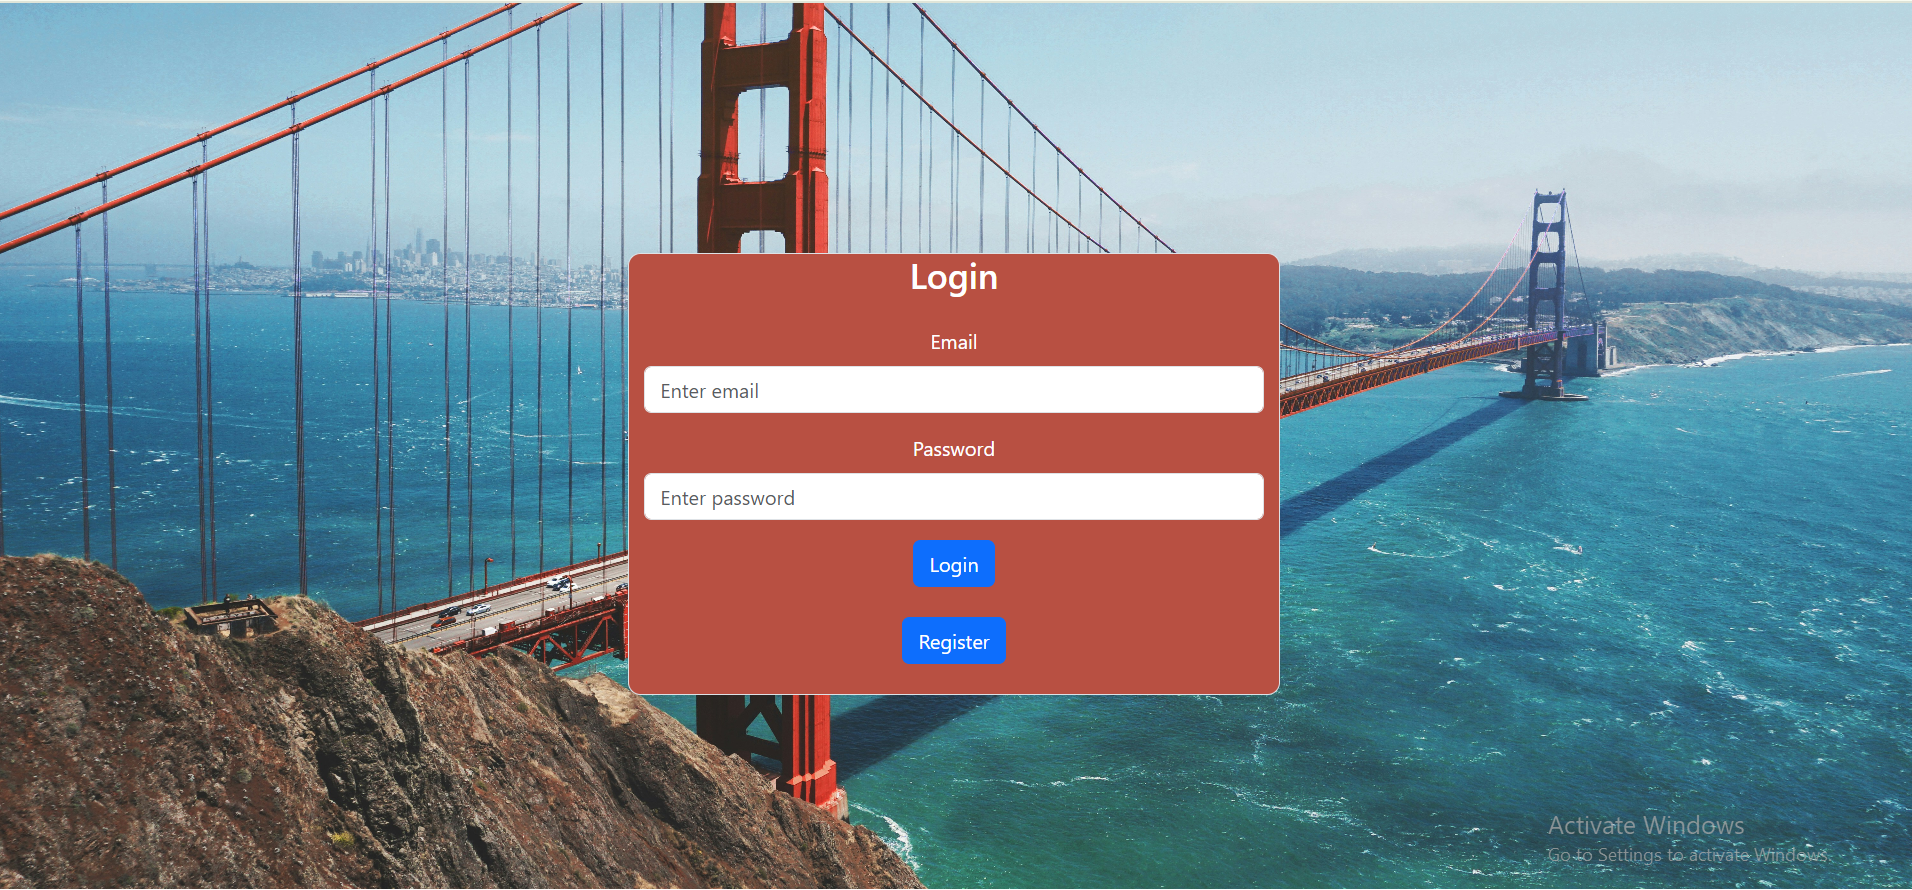 Login
Email
Enter email
Password
Enter password
Login
Register
Activate Windows
Go to Settings to activate Windows.